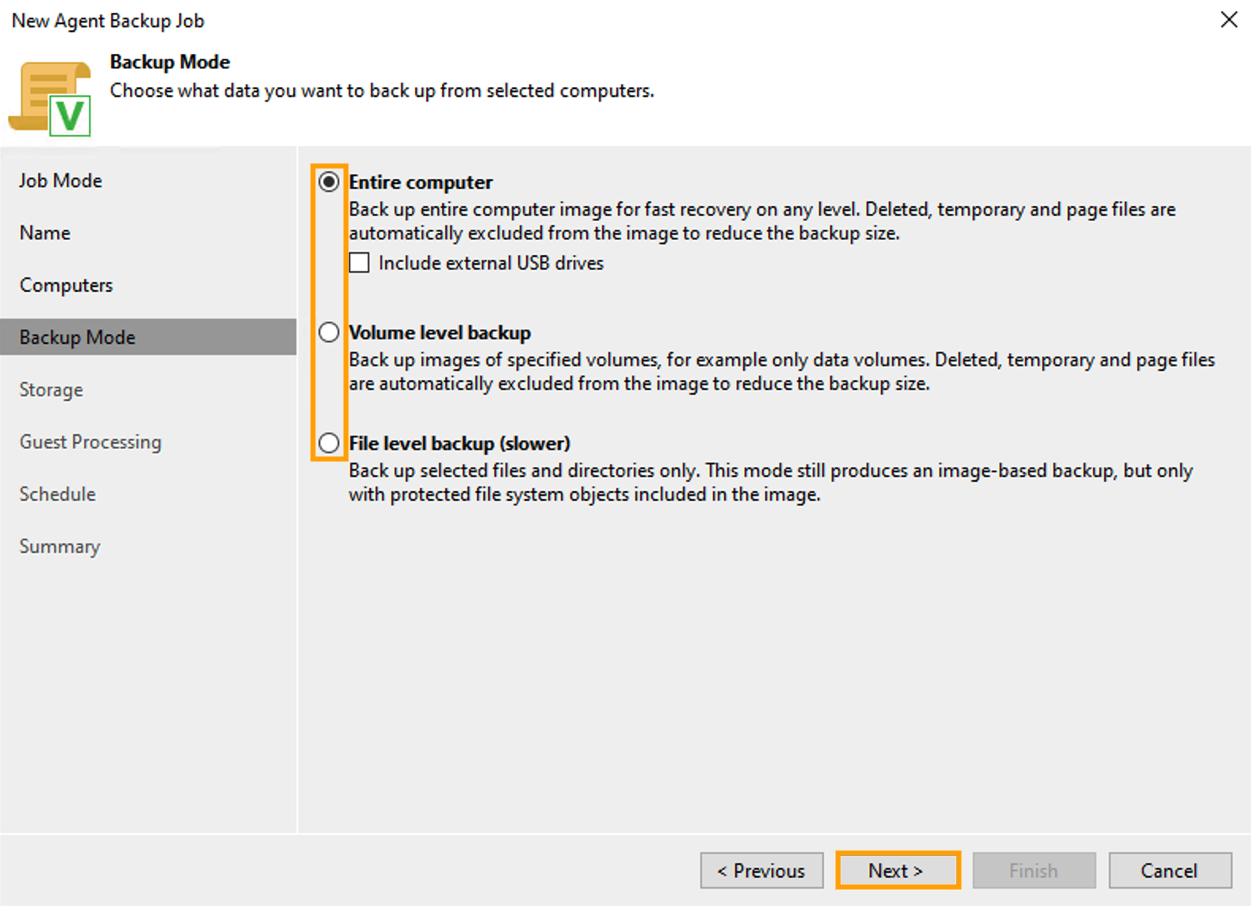 New Agent Backup Job
Backup Mode
Choose what data you want to back up from selected computers.
V
Job Mode
Name
Computers
Backup Mode
Storage
Guest Processing
Schedule
Summary
Entire computer
Back up entire computer image for fast recovery on any level. Deleted, temporary and page files are
automatically excluded from the image to reduce the backup size.
Include external USB drives
Volume level backup
Back up images of specified volumes, for example only data volumes. Deleted, temporary and page files
are automatically excluded from the image to reduce the backup size.
File level backup (slower)
Back up selected files and directories only. This mode still produces an image-based backup, but only
with protected file system objects included in the image.
< Previous
Next >
Finish
Cancel